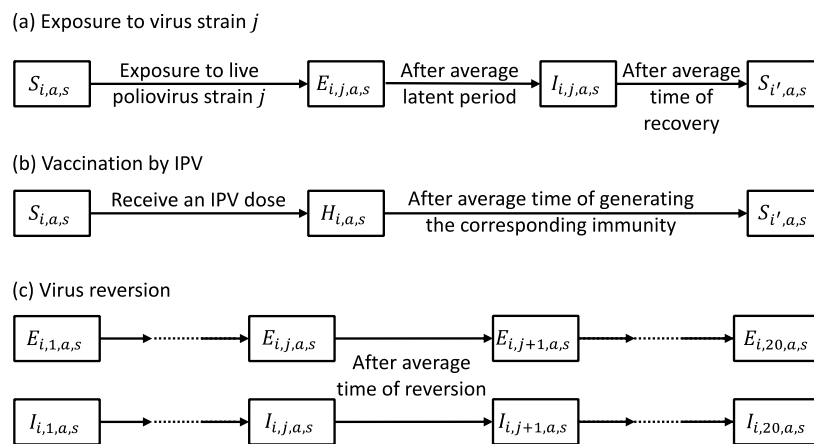 (a) Exposure to virus strain j
S_{i,a,s} Exposure to live poliovirus strain j E_{i,j,a,s} After average latent period I_{i,j,a,s} After average time of recovery S_{i′,a,s}
(b) Vaccination by IPV
S_{i,a,s} Receive an IPV dose H_{i,a,s} After average time of generating the corresponding immunity S_{i′,a,s}
(c) Virus reversion
E_{i,1,a,s} E_{i,j,a,s} E_{i,j+1,a,s} E_{i,20,a,s}
After average
time of reversion
I_{i,1,a,s} I_{i,j,a,s} I_{i,j+1,a,s} I_{i,20,a,s}